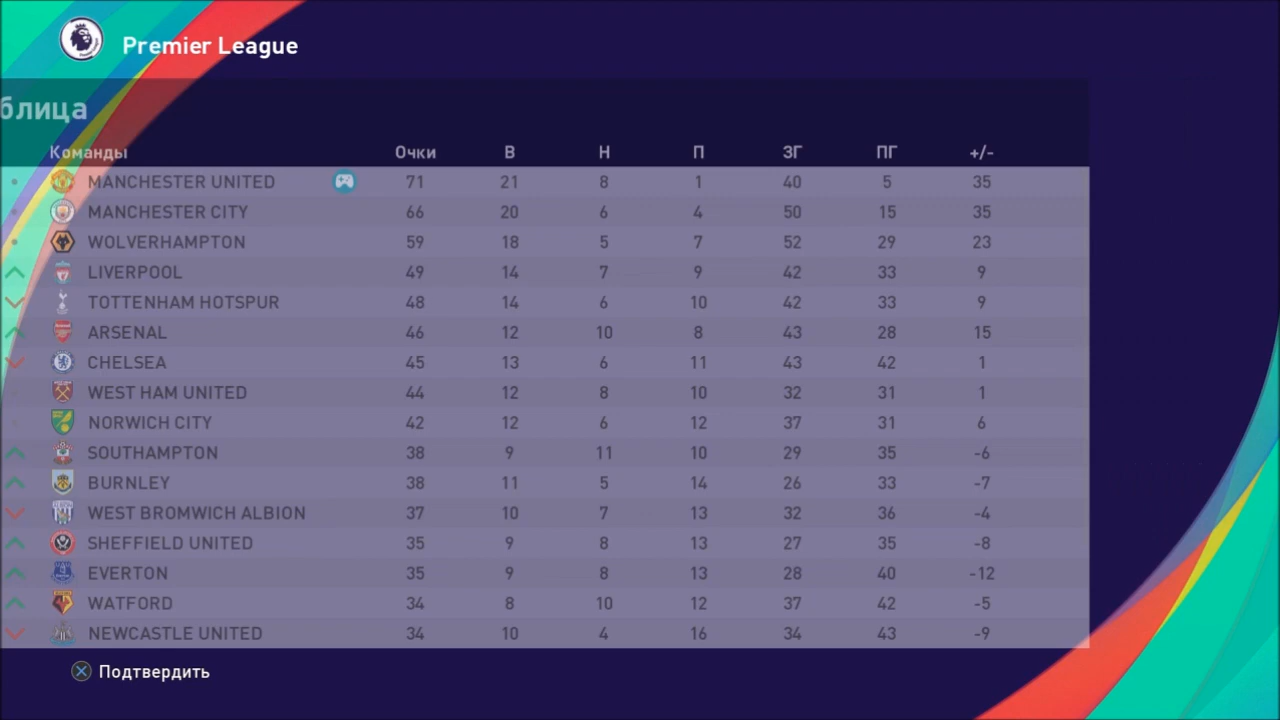 Premier League
блица
Команды Очки В Н П ЗГ ПГ +/-
MANCHESTER UNITED 71 21 8 1 40 5 35
MANCHESTER CITY 66 20 6 4 50 15 35
WOLVERHAMPTON 59 18 5 7 52 29 23
LIVERPOOL 49 14 7 9 42 33 9
TOTTENHAM HOTSPUR 48 14 6 10 42 33 9
ARSENAL 46 12 10 8 43 28 15
CHELSEA 45 13 6 11 43 42 1
WEST HAM UNITED 44 12 8 10 32 31 1
NORWICH CITY 42 12 6 12 37 31 6
SOUTHAMPTON 38 9 11 10 29 35 -6
BURNLEY 38 11 5 14 26 33 -7
WEST BROMWICH ALBION 37 10 7 13 32 36 -4
SHEFFIELD UNITED 35 9 8 13 27 35 -8
EVERTON 35 9 8 13 28 40 -12
WATFORD 34 8 10 12 37 42 -5
NEWCASTLE UNITED 34 10 4 16 34 43 -9
Подтвердить